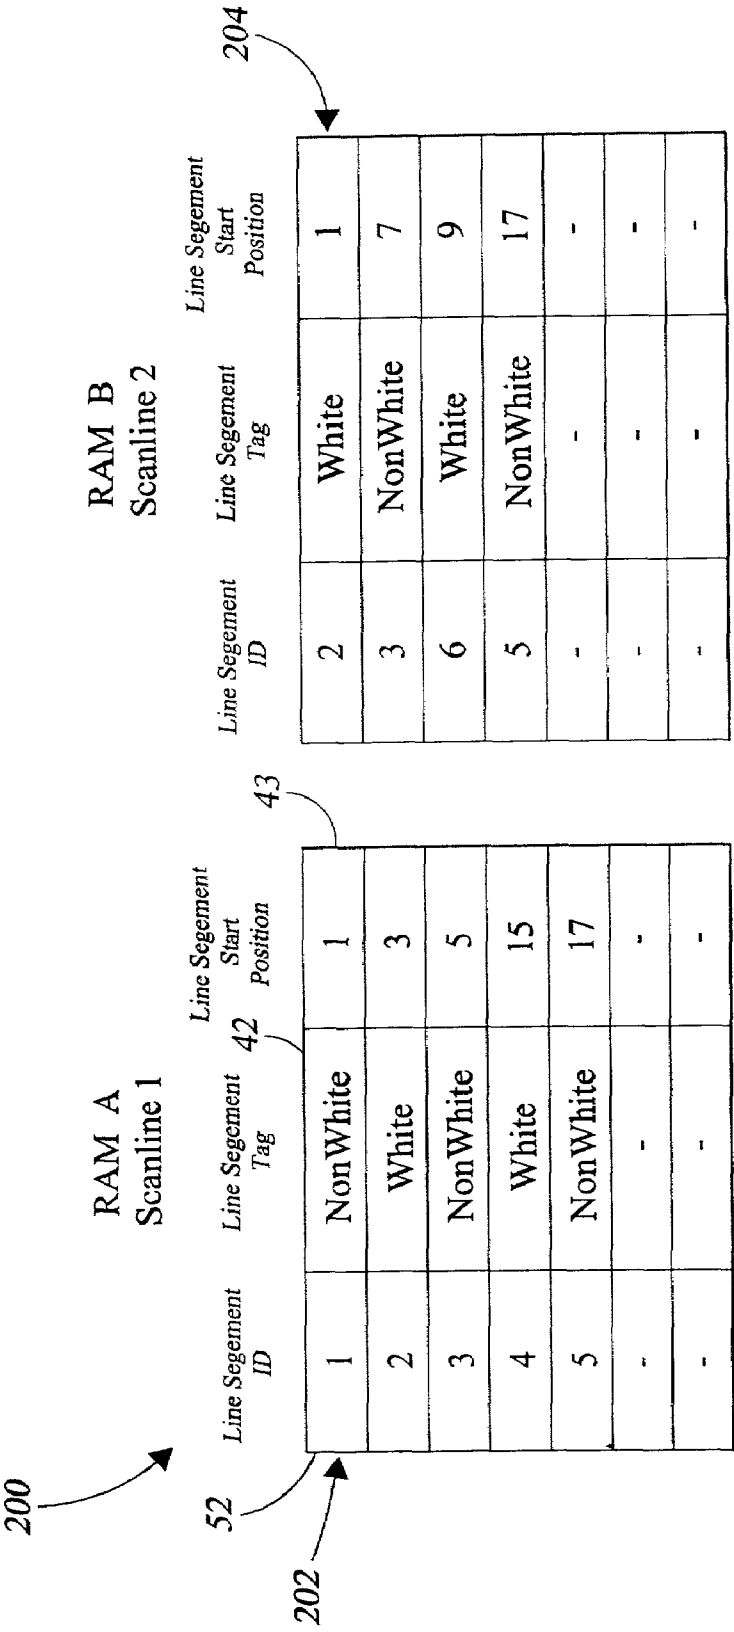 200
RAM A
Scanline 1
RAM B
Scanline 2
52
202
42
43
204
Line Segement ID
Line Segement Tag
Line Segement Start Position
1 NonWhite 1
2 White 3
3 NonWhite 5
4 White 15
5 NonWhite 17
- - -
- - -
Line Segement ID
Line Segement Tag
Line Segement Start Position
2 White 1
3 NonWhite 7
6 White 9
5 NonWhite 17
- - -
- - -
- - -